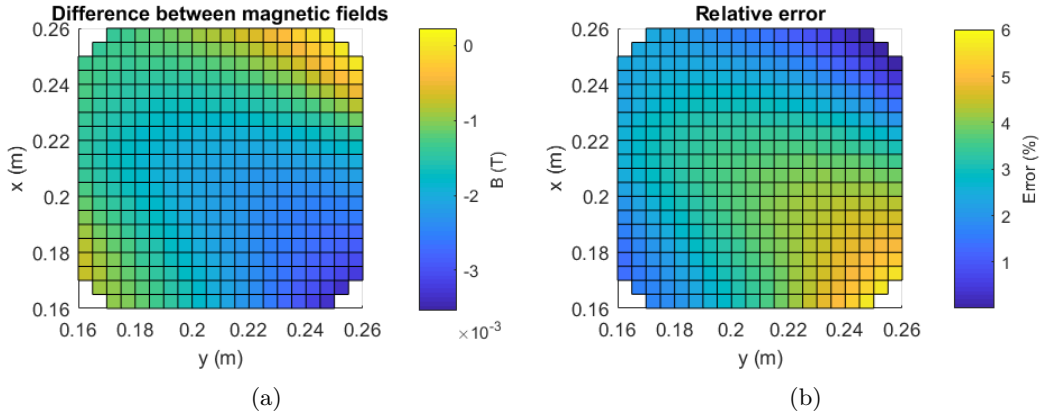 Difference between magnetic fields
0.26
0.24
0.22
0.2
0.18
0.16
x (m)
0.16 0.18 0.2 0.22 0.24 0.26
y (m)
0
-1
-2
-3
B (T)
×10⁻³
(a)
Relative error
0.26
0.24
0.22
0.2
0.18
0.16
x (m)
0.16 0.18 0.2 0.22 0.24 0.26
y (m)
6
5
4
3
2
1
Error (%)
(b)